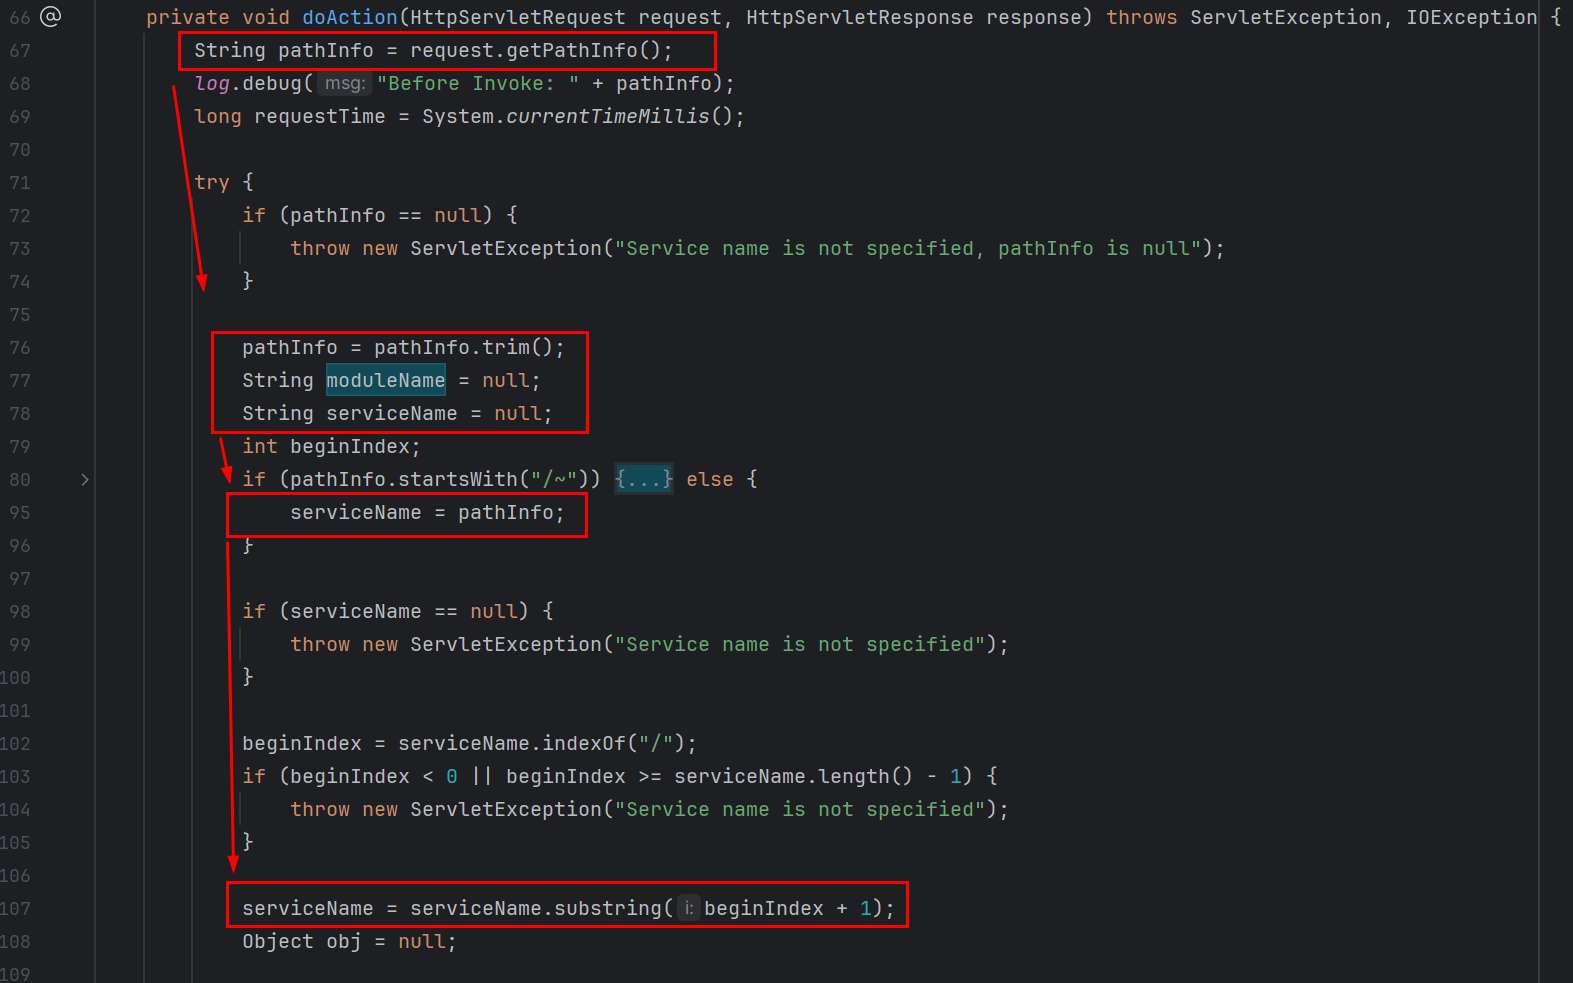 66 @ private void doAction(HttpServletRequest request, HttpServletResponse response) throws ServletException, IOException {
67 String pathInfo = request.getPathInfo();
68 log.debug( msg: "Before Invoke: " + pathInfo);
69 long requestTime = System.currentTimeMillis();
70
71 try {
72 if (pathInfo == null) {
73 throw new ServletException("Service name is not specified, pathInfo is null");
74 }
75
76 pathInfo = pathInfo.trim();
77 String moduleName = null;
78 String serviceName = null;
79 int beginIndex;
80 if (pathInfo.startsWith("/~")) {...} else {
95 serviceName = pathInfo;
96 }
97
98 if (serviceName == null) {
99 throw new ServletException("Service name is not specified");
100 }
101
102 beginIndex = serviceName.indexOf("/");
103 if (beginIndex < 0 || beginIndex >= serviceName.length() - 1) {
104 throw new ServletException("Service name is not specified");
105 }
106
107 serviceName = serviceName.substring( i: beginIndex + 1);
108 Object obj = null;
109